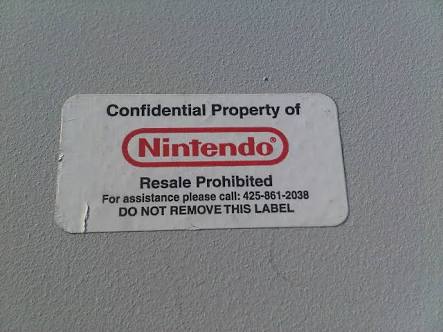 Confidential Property of
Nintendo®
Resale Prohibited
For assistance please call: 425-861-2038
DO NOT REMOVE THIS LABEL